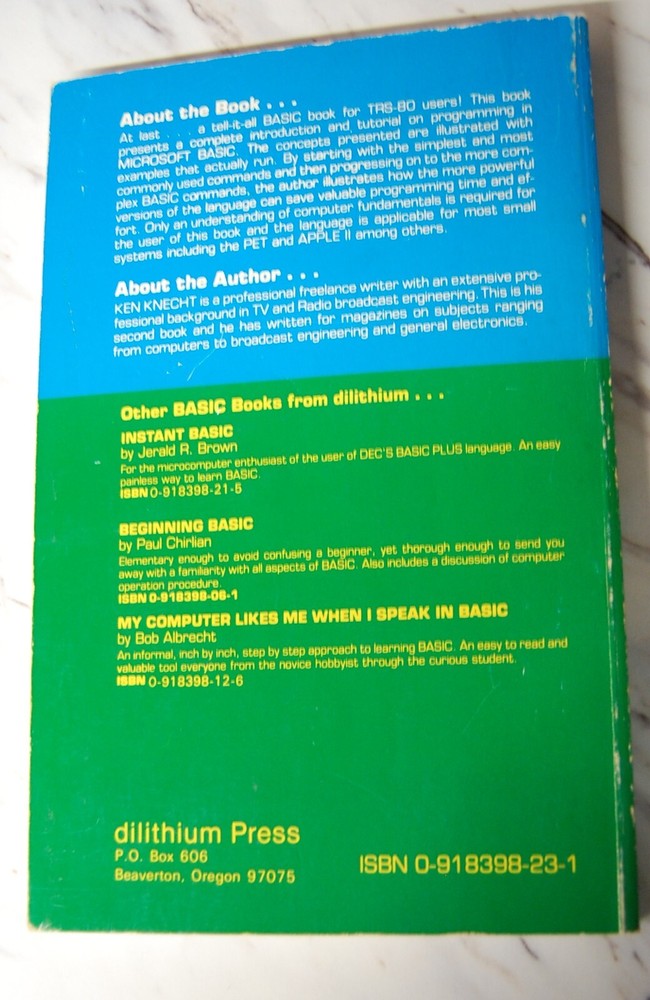 About the Book . . .
At last . . . . a tell-it-all BASIC book for TRS-80 users! This book
presents a complete introduction and tutorial on programming in
MICROSOFT BASIC. The concepts presented are illustrated with
examples that actually run. By starting with the simplest and most
commonly used commands and then progressing on to the more com-
plex BASIC commands, the author illustrates how the more powerful
versions of the language can save valuable programming time and ef-
fort. Only an understanding of computer fundamentals is required for
the user of this book and the language is applicable for most small
systems including the PET and APPLE II among others.
About the Author . . .
KEN KNECHT is a professional freelance writer with an extensive pro-
fessional background in TV and Radio broadcast engineering. This is his
second book and he has written for magazines on subjects ranging
from computers to broadcast engineering and general electronics.
Other BASIC Books from dilithium . . .
INSTANT BASIC
by Jerald R. Brown
For the microcomputer enthusiast of the user of DEC'S BASIC PLUS language. An easy
painless way to learn BASIC.
ISBN 0-918398-21-5
BEGINNING BASIC
by Paul Chirlian
Elementary enough to avoid confusing a beginner, yet thorough enough to send you
away with a familiarity with all aspects of BASIC. Also includes a discussion of computer
operation procedure.
ISBN 0-918398-06-1
MY COMPUTER LIKES ME WHEN I SPEAK IN BASIC
by Bob Albrecht
An informal, inch by inch, step by step approach to learning BASIC. An easy to read and
valuable tool everyone from the novice hobbyist through the curious student.
ISBN 0-918398-12-6
dilithium Press
P.O. Box 606
Beaverton, Oregon 97075
ISBN 0-918398-23-1